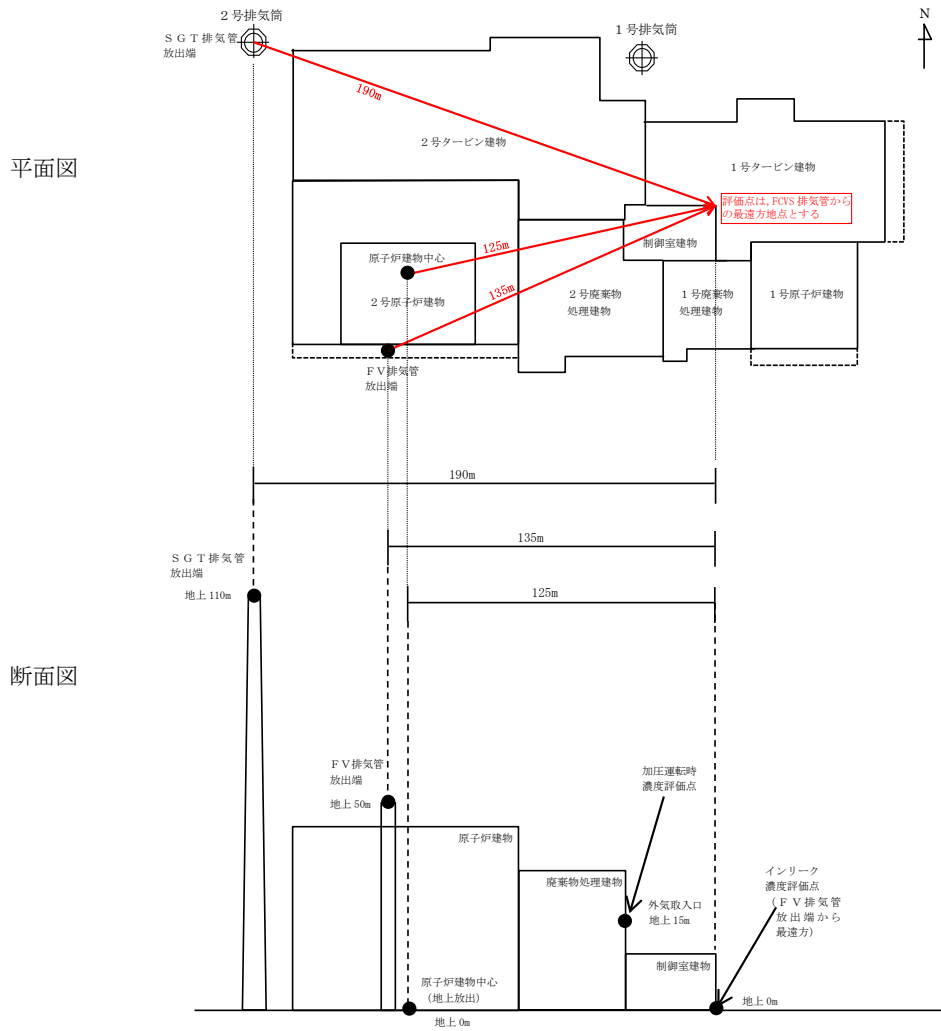 ２号排気筒
ＳＧＴ排気管
放出端
１号排気筒
N
190m
２号タービン建物
１号タービン建物
平面図
評価点は，FCVS 排気管から
の最遠方地点とする
125m
制御室建物
原子炉建物中心
135m
２号原子炉建物
２号廃棄物
処理建物
１号廃棄物
処理建物
１号原子炉建物
ＦＶ排気管
放出端
190m
135m
ＳＧＴ排気管
放出端
地上 110m
125m
断面図
ＦＶ排気管
放出端
地上 50m
加圧運転時
濃度評価点
原子炉建物
廃棄物処理建物
外気取入口
地上 15m
インリーク
濃度評価点
（ＦＶ排気管
放出端から
最遠方）
制御室建物
原子炉建物中心
（地上放出）
地上 0m
地上 0m